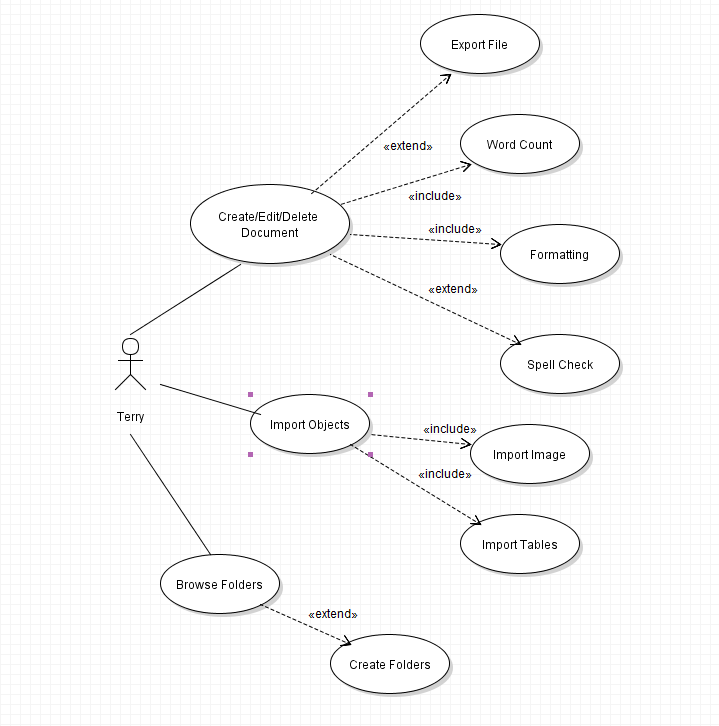 Export File
«extend»
Word Count
«include»
Create/Edit/Delete
Document
«include»
Formatting
«extend»
Spell Check
Terry
Import Objects
«include»
Import Image
«include»
Import Tables
Browse Folders
«extend»
Create Folders